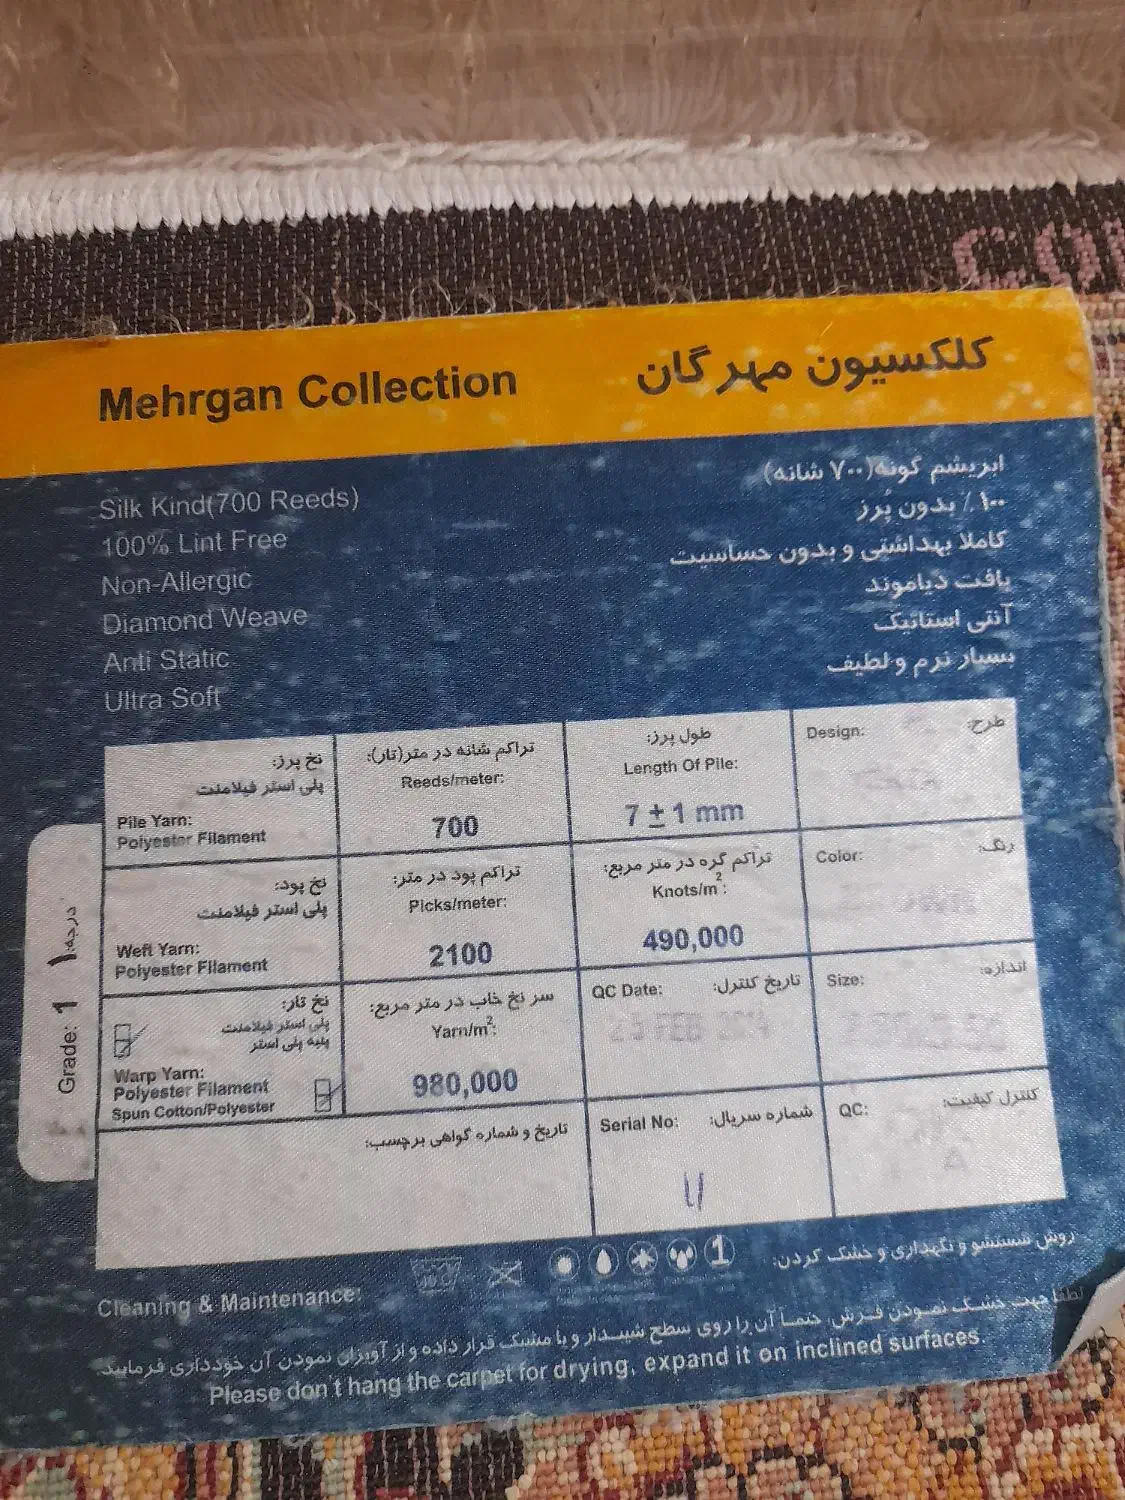 Mehrgan Collection
کلکسیون مهرگان
Silk Kind(700 Reeds)
100% Lint Free
Non-Allergic
Diamond Weave
Anti Static
Ultra Soft
ابریشم گونه(۷۰۰ شانه)
۱۰۰٪ بدون پُرز
کاملا بهداشتی و بدون حساسیت
بافت دیاموند
آنتی استاتیک
بسیار نرم و لطیف
نخ پرز:
پلی استر فیلامنت
Pile Yarn:
Polyester Filament
تراکم شانه در متر(تار):
Reeds/meter:
700
طول پرز:
Length Of Pile:
7 ± 1 mm
Design:
طرح:
نخ پود:
پلی استر فیلامنت
Weft Yarn:
Polyester Filament
تراکم پود در متر:
Picks/meter:
2100
تراکم گره در متر مربع:
Knots/m²:
490,000
Color:
رنگ:
نخ تار:
پلی استر فیلامنت
پنبه پلی استر
Warp Yarn:
Polyester Filament
Spun Cotton/Polyester
سر نخ خاب در متر مربع:
Yarn/m²:
980,000
QC Date:
تاریخ کنترل:
Size:
اندازه:
تاریخ و شماره گواهی برچسب:
Serial No:
شماره سریال:
11
QC:
کنترل کیفیت:
Grade: 1
درجه: ۱
1
روش شستشو و نگهداری و خشک کردن:
Cleaning & Maintenance:
لطفا جهت خشک نمودن فرش، حتماً آن را روی سطح شیبدار و یا مشبک قرار داده و از آویزان نمودن آن خودداری فرمایید
Please don't hang the carpet for drying, expand it on inclined surfaces.